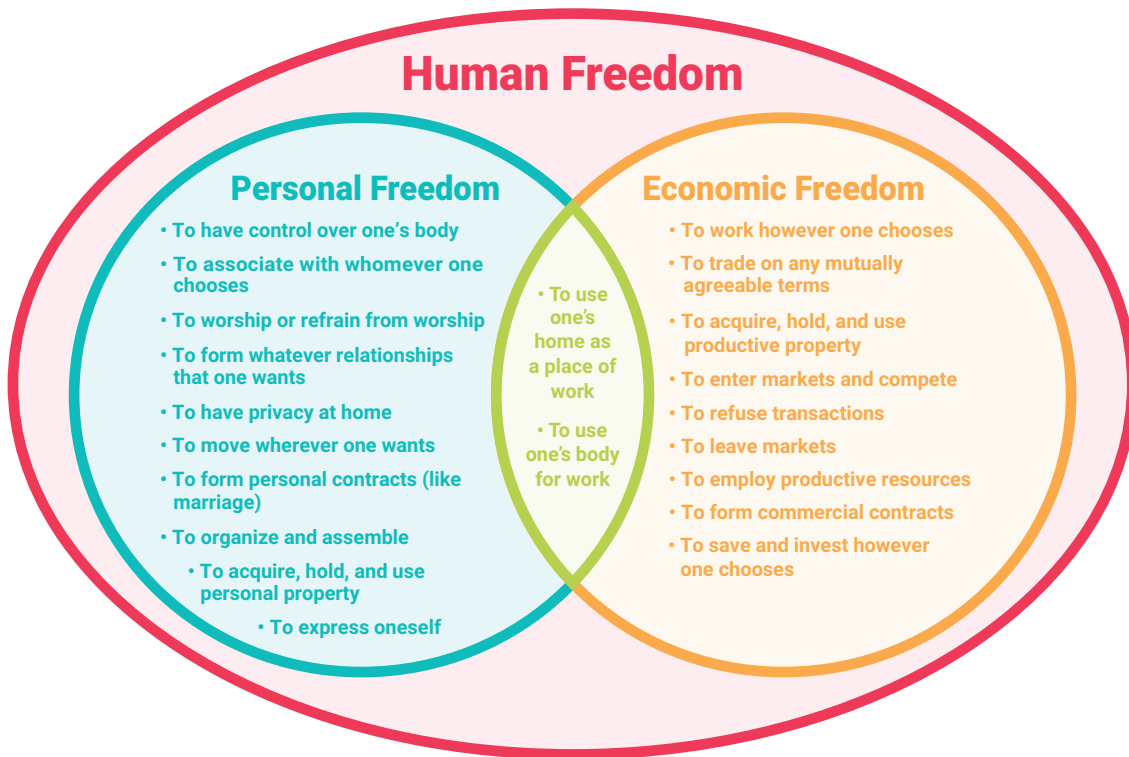 Human Freedom
Personal Freedom
• To have control over one's body
• To associate with whomever one
chooses
• To worship or refrain from worship
• To form whatever relationships
that one wants
• To have privacy at home
• To move wherever one wants
• To form personal contracts (like
marriage)
• To organize and assemble
• To acquire, hold, and use
personal property
• To express oneself
• To use
one's
home as
a place of
work
• To use
one's body
for work
Economic Freedom
• To work however one chooses
• To trade on any mutually
agreeable terms
• To acquire, hold, and use
productive property
• To enter markets and compete
• To refuse transactions
• To leave markets
• To employ productive resources
• To form commercial contracts
• To save and invest however
one chooses